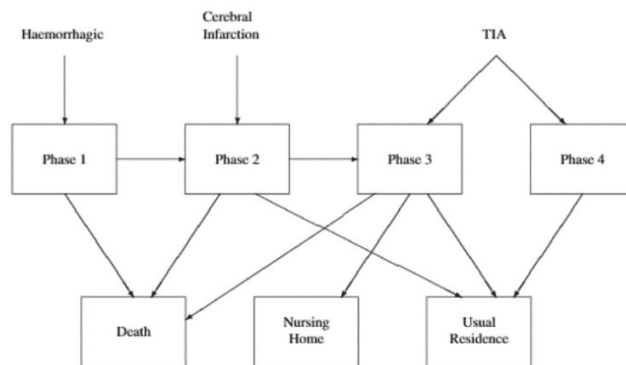 Haemorrhagic
Cerebral
Infarction
TIA
Phase 1
Phase 2
Phase 3
Phase 4
Death
Nursing
Home
Usual
Residence